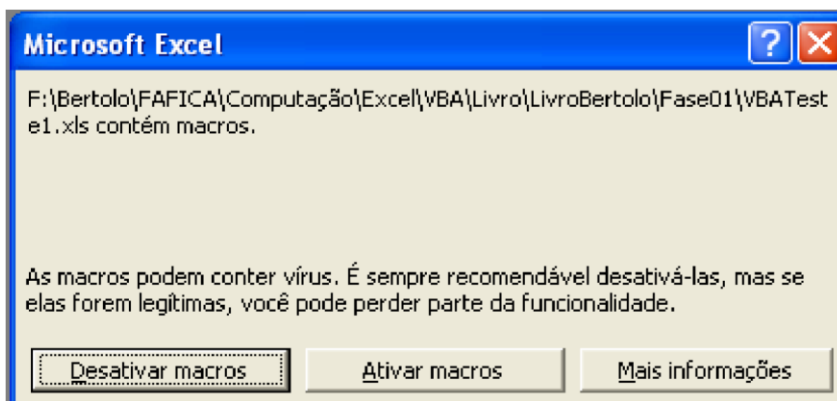 Microsoft Excel
F:\Bertolo\FAFICA\Computação\Excel\VBA\Livro\LivroBertolo\Fase01\VBATest
e1.xls contém macros.
As macros podem conter vírus. É sempre recomendável desativá-las, mas se
elas forem legítimas, você pode perder parte da funcionalidade.
Desativar macros Ativar macros Mais informações